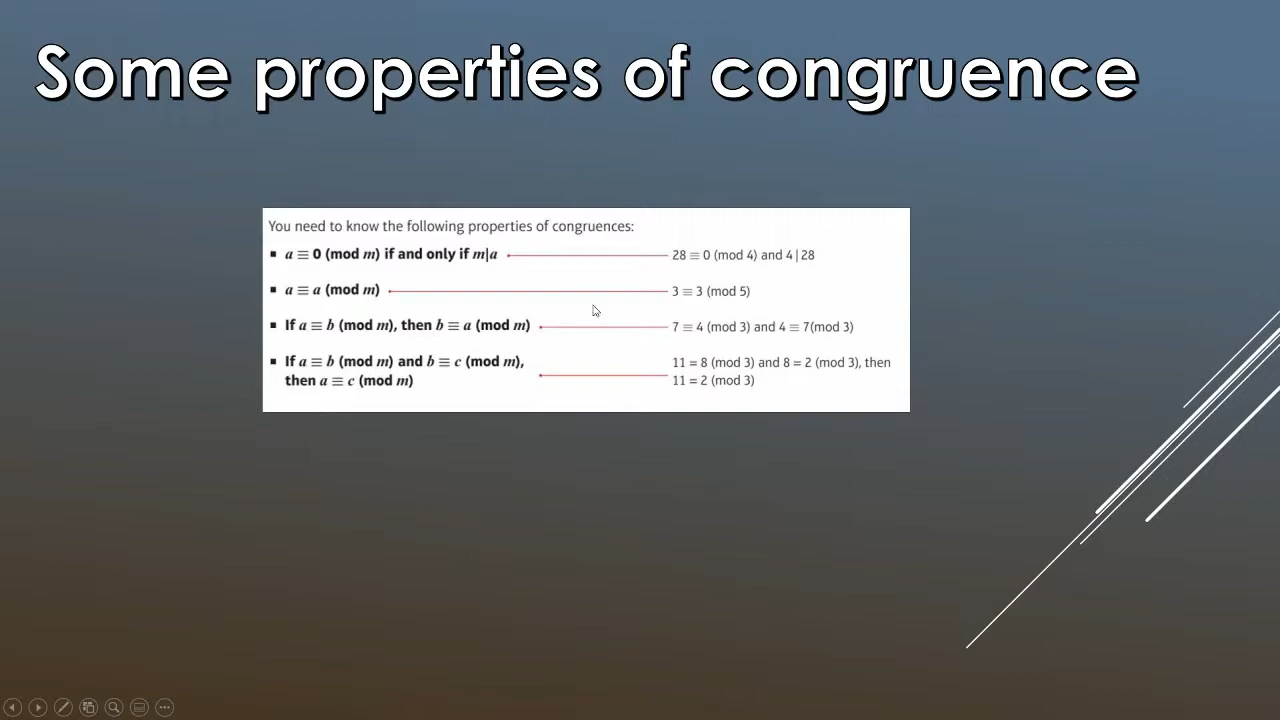 Some properties of congruence
You need to know the following properties of congruences:
▪ a ≡ 0 (mod m) if and only if m|a
28 ≡ 0 (mod 4) and 4|28
▪ a ≡ a (mod m)
3 ≡ 3 (mod 5)
▪ If a ≡ b (mod m), then b ≡ a (mod m)
7 ≡ 4 (mod 3) and 4 ≡ 7(mod 3)
▪ If a ≡ b (mod m) and b ≡ c (mod m),
then a ≡ c (mod m)
11 = 8 (mod 3) and 8 = 2 (mod 3), then
11 = 2 (mod 3)